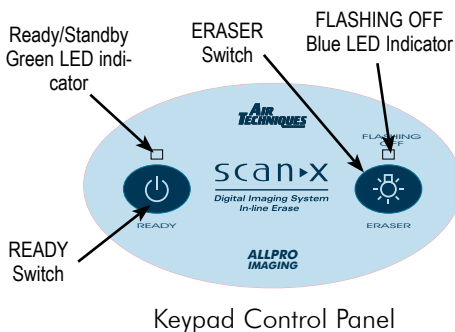 Ready/Standby
Green LED indi-
cator
ERASER
Switch
FLASHING OFF
Blue LED Indicator
AIR
TECHNIQUES
FLASHING
OFF
scan x
Digital Imaging System
In-line Erase
READY
ERASER
READY
Switch
ALLPRO
IMAGING
Keypad Control Panel